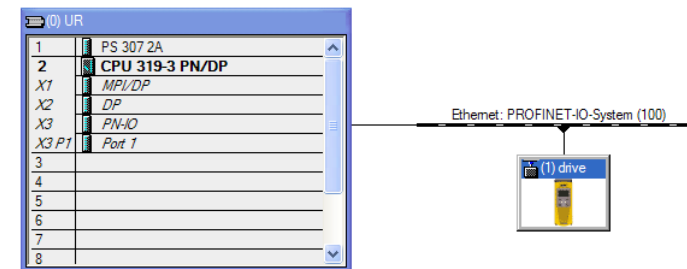 (0) UR
1 PS 307 2A
2 CPU 319-3 PN/DP
X1 MPI/DP
X2 DP
X3 PN-IO
X3 P1 Port 1
3
4
5
6
7
8
Ethernet: PROFINET-IO-System (100)
(1) drive